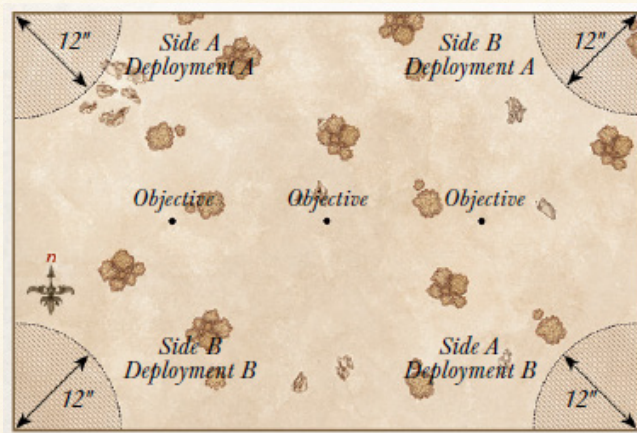 12"
Side A
Deployment A
Side B
Deployment A
12"
Objective
Objective
Objective
n
Side B
Deployment B
Side A
Deployment B
12"
12"